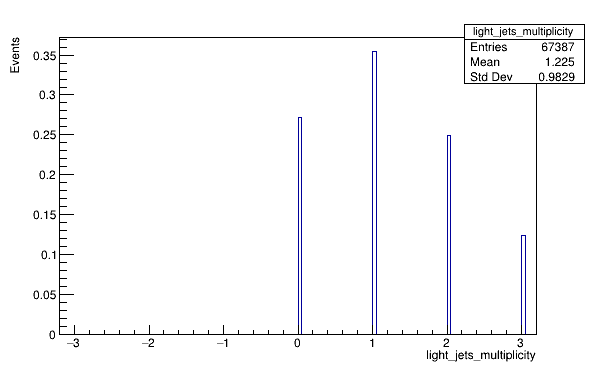 light_jets_multiplicity
Entries 67387
Mean 1.225
Std Dev 0.9829
Events
0.35
0.3
0.25
0.2
0.15
0.1
0.05
0
−3 −2 −1 0 1 2 3
light_jets_multiplicity